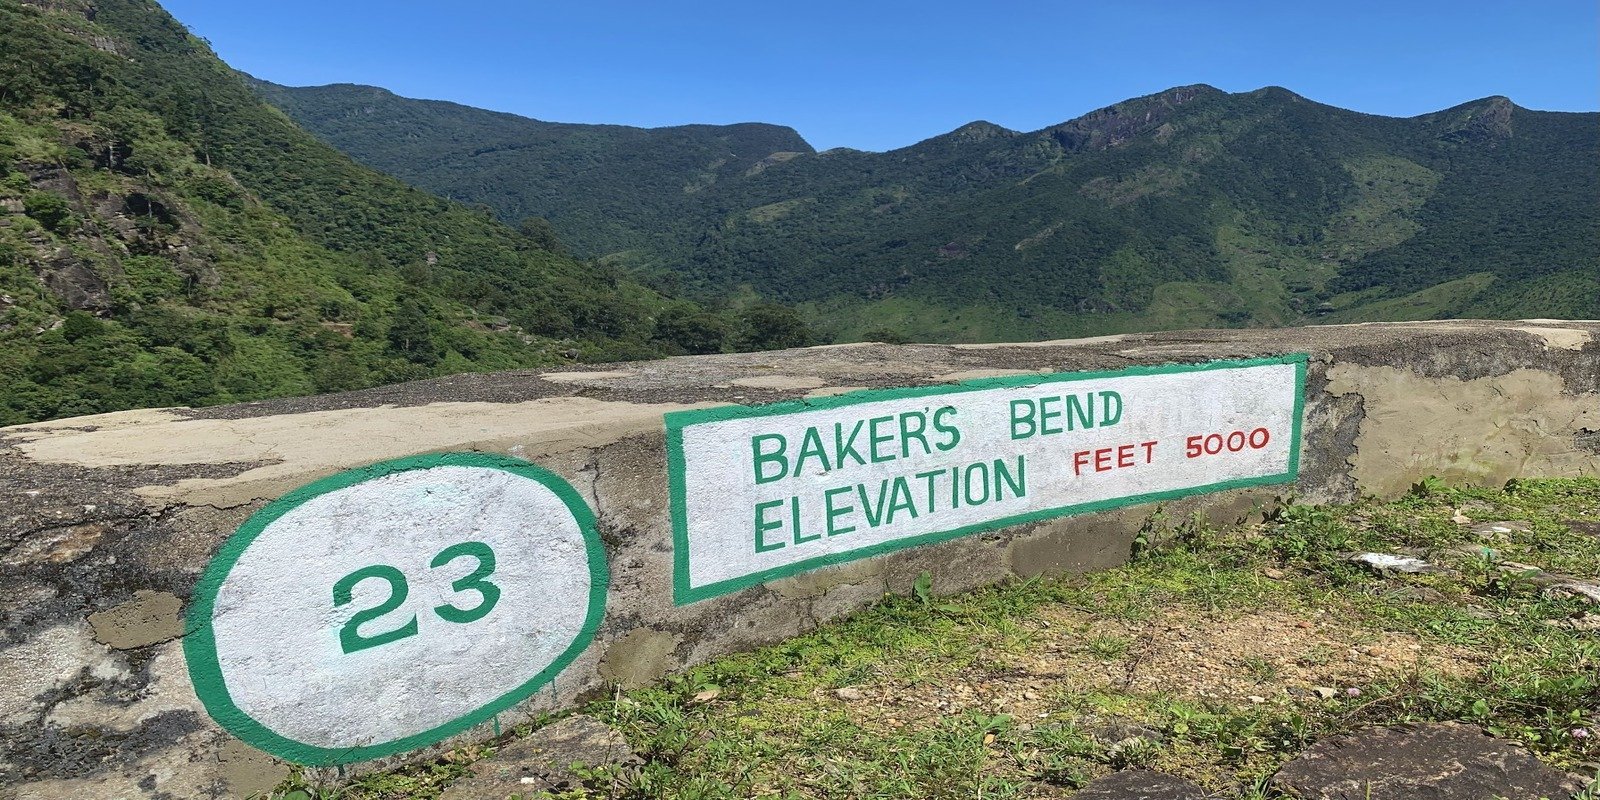 23
BAKER'S BEND
ELEVATION FEET 5000